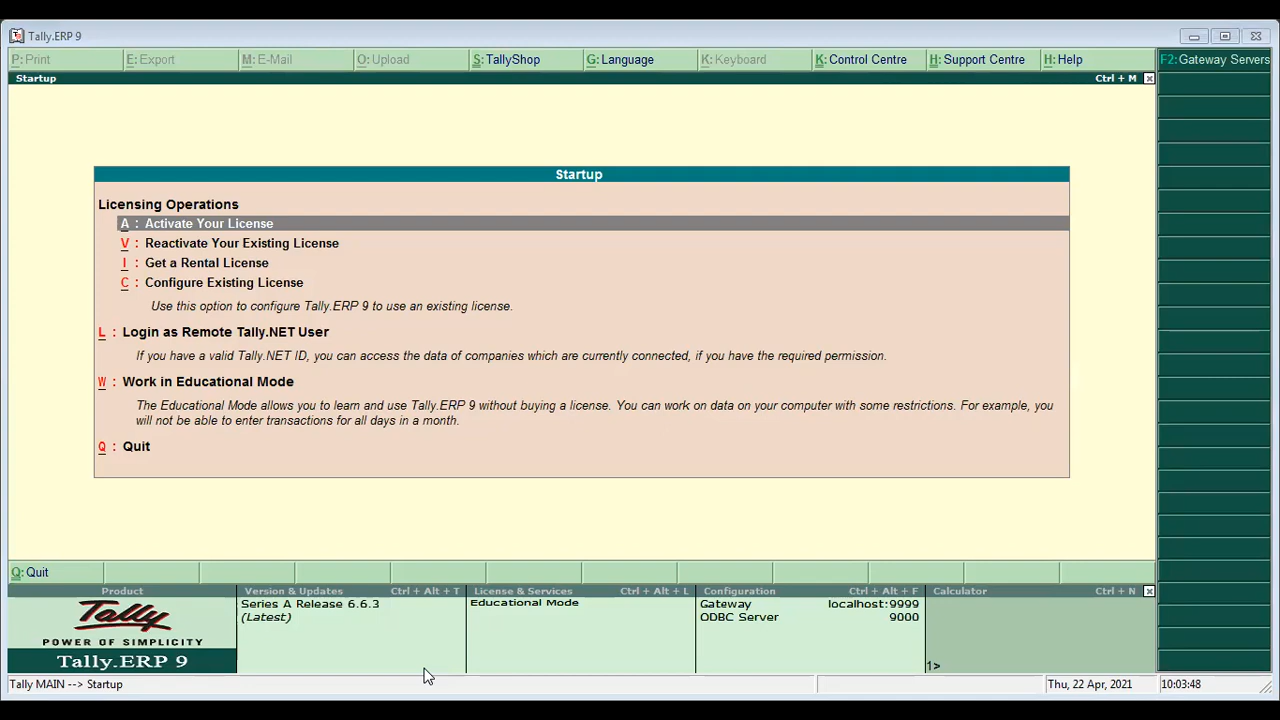 Tally.ERP 9
P: Print E: Export M: E-Mail O: Upload S: TallyShop G: Language K: Keyboard K: Control Centre H: Support Centre H: Help F2: Gateway Servers
Startup Ctrl + M
Startup
Licensing Operations
A : Activate Your License
V : Reactivate Your Existing License
I : Get a Rental License
C : Configure Existing License
Use this option to configure Tally.ERP 9 to use an existing license.
L : Login as Remote Tally.NET User
If you have a valid Tally.NET ID, you can access the data of companies which are currently connected, if you have the required permission.
W : Work in Educational Mode
The Educational Mode allows you to learn and use Tally.ERP 9 without buying a license. You can work on data on your computer with some restrictions. For example, you
will not be able to enter transactions for all days in a month.
Q : Quit
Q: Quit
Product Version & Updates Ctrl + Alt + T License & Services Ctrl + Alt + L Configuration Ctrl + Alt + F Calculator Ctrl + N
Tally
POWER OF SIMPLICITY
Tally.ERP 9
Series A Release 6.6.3
(Latest)
Educational Mode
Gateway localhost:9999
ODBC Server 9000
1>
Tally MAIN --> Startup Thu, 22 Apr, 2021 10:03:48